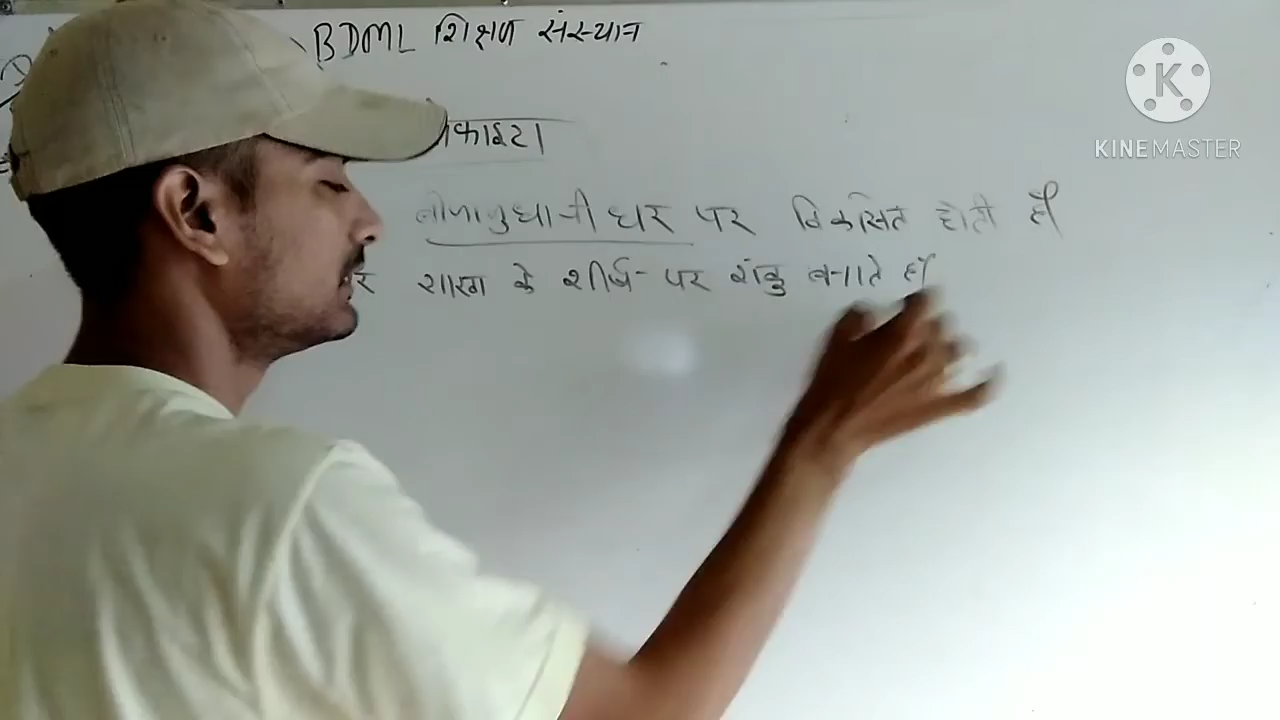 BDML शिक्षण संस्थान
काइटा
बीजाणुधानी धर पर विकसित होती हैं
र शाखा के शीर्ष पर शंकु बनाते हैं
K
KINEMASTER